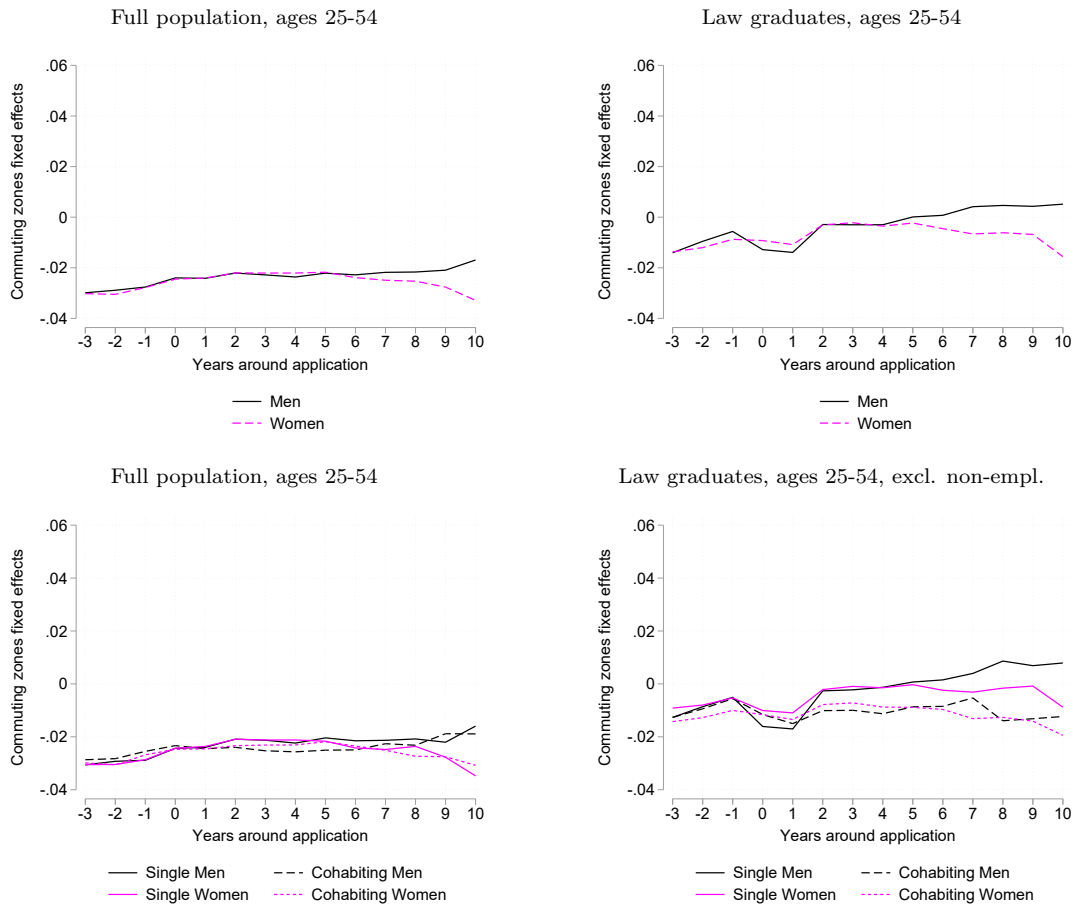 Full population, ages 25-54
Commuting zones fixed effects
.06
.04
.02
0
-.02
-.04
-3 -2 -1 0 1 2 3 4 5 6 7 8 9 10
Years around application
Men
Women
Law graduates, ages 25-54
Commuting zones fixed effects
.06
.04
.02
0
-.02
-.04
-3 -2 -1 0 1 2 3 4 5 6 7 8 9 10
Years around application
Men
Women
Full population, ages 25-54
Commuting zones fixed effects
.06
.04
.02
0
-.02
-.04
-3 -2 -1 0 1 2 3 4 5 6 7 8 9 10
Years around application
Single Men Cohabiting Men
Single Women Cohabiting Women
Law graduates, ages 25-54, excl. non-empl.
Commuting zones fixed effects
.06
.04
.02
0
-.02
-.04
-3 -2 -1 0 1 2 3 4 5 6 7 8 9 10
Years around application
Single Men Cohabiting Men
Single Women Cohabiting Women